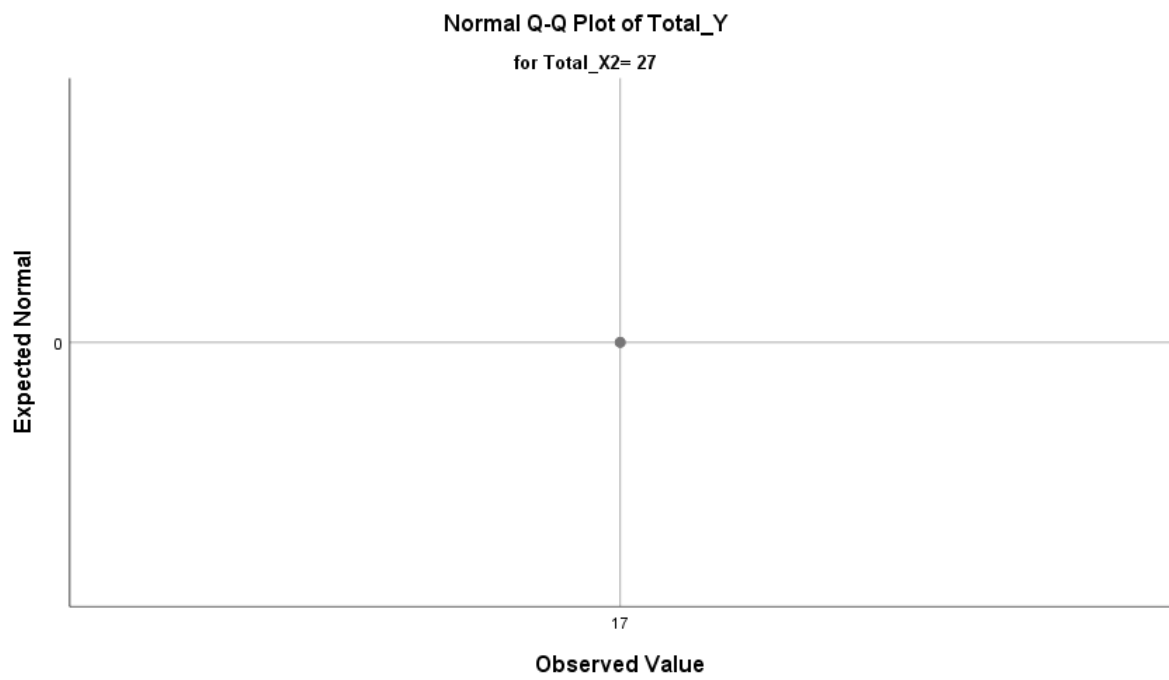 Normal Q-Q Plot of Total_Y
for Total_X2= 27
Expected Normal
0
17
Observed Value